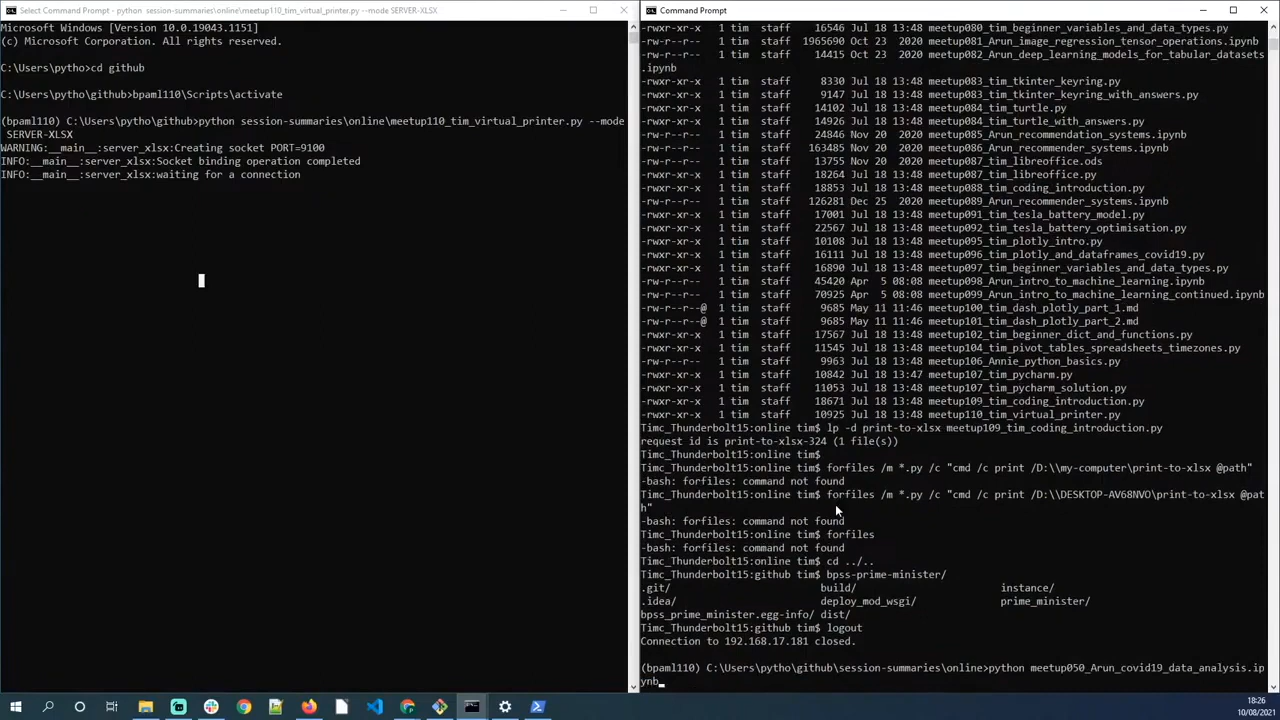 Select Command Prompt - python  session-summaries\online\meetup110_tim_virtual_printer.py --mode SERVER-XLSX
Microsoft Windows [Version 10.0.19043.1151]
(c) Microsoft Corporation. All rights reserved.
C:\Users\pytho>cd github
C:\Users\pytho\github>bpaml110\Scripts\activate
(bpaml110) C:\Users\pytho\github>python session-summaries\online\meetup110_tim_virtual_printer.py --mode
SERVER-XLSX
WARNING:__main__:server_xlsx:Creating socket PORT=9100
INFO:__main__:server_xlsx:Socket binding operation completed
INFO:__main__:server_xlsx:waiting for a connection
Command Prompt
-rwxr-xr-x   1 tim  staff    16546 Jul 18 13:48 meetup080_tim_beginner_variables_and_data_types.py
-rw-r--r--   1 tim  staff  1965690 Oct 23  2020 meetup081_Arun_image_regression_tensor_operations.ipynb
-rw-r--r--   1 tim  staff    14415 Oct 23  2020 meetup082_Arun_deep_learning_models_for_tabular_datasets
.ipynb
-rwxr-xr-x   1 tim  staff     8330 Jul 18 13:48 meetup083_tim_tkinter_keyring.py
-rwxr-xr-x   1 tim  staff     9147 Jul 18 13:48 meetup083_tim_tkinter_keyring_with_answers.py
-rwxr-xr-x   1 tim  staff    14102 Jul 18 13:48 meetup084_tim_turtle.py
-rwxr-xr-x   1 tim  staff    14926 Jul 18 13:48 meetup084_tim_turtle_with_answers.py
-rw-r--r--   1 tim  staff    24846 Nov 20  2020 meetup085_Arun_recommendation_systems.ipynb
-rw-r--r--   1 tim  staff   163485 Nov 20  2020 meetup086_Arun_recommender_systems.ipynb
-rw-r--r--   1 tim  staff    13755 Nov 20  2020 meetup087_tim_libreoffice.ods
-rwxr-xr-x   1 tim  staff    18264 Jul 18 13:48 meetup087_tim_libreoffice.py
-rwxr-xr-x   1 tim  staff    18853 Jul 18 13:48 meetup088_tim_coding_introduction.py
-rw-r--r--   1 tim  staff   126281 Dec 25  2020 meetup089_Arun_recommender_systems.ipynb
-rwxr-xr-x   1 tim  staff    17001 Jul 18 13:48 meetup091_tim_tesla_battery_model.py
-rwxr-xr-x   1 tim  staff    22567 Jul 18 13:48 meetup092_tim_battery_optimisation.py
-rwxr-xr-x   1 tim  staff    10108 Jul 18 13:48 meetup095_tim_plotly_intro.py
-rwxr-xr-x   1 tim  staff    16111 Jul 18 13:48 meetup096_tim_plotly_and_dataframes_covid19.py
-rwxr-xr-x   1 tim  staff    16890 Jul 18 13:48 meetup097_tim_beginner_variables_and_data_types.py
-rw-r--r--   1 tim  staff    45420 Apr  5 08:08 meetup098_Arun_intro_to_machine_learning.ipynb
-rw-r--r--   1 tim  staff    70925 Apr  5 08:08 meetup099_Arun_intro_to_machine_learning_continued.ipynb
-rw-r--r--@  1 tim  staff     9685 May 11 11:46 meetup100_tim_dash_plotly_part_1.md
-rw-r--r--@  1 tim  staff     9685 May 11 11:46 meetup101_tim_dash_plotly_part_2.md
-rwxr-xr-x   1 tim  staff    17567 Jul 18 13:48 meetup102_tim_beginner_dict_and_functions.py
-rwxr-xr-x   1 tim  staff    11545 Jul 18 13:48 meetup104_tim_pivot_tables_spreadsheets_timezones.py
-rwxr-xr-x   1 tim  staff     9963 Jul 18 13:48 meetup106_Annie_python_basics.py
-rwxr-xr-x   1 tim  staff    10842 Jul 18 13:47 meetup107_tim_pycharm.py
-rwxr-xr-x   1 tim  staff    11053 Jul 18 13:48 meetup107_tim_pycharm_solution.py
-rwxr-xr-x   1 tim  staff    18671 Jul 18 13:48 meetup109_tim_coding_introduction.py
-rwxr-xr-x   1 tim  staff    10925 Jul 18 13:48 meetup110_tim_virtual_printer.py
Timc_Thunderbolt15:online tim$ lp -d print-to-xlsx meetup109_tim_coding_introduction.py
request id is print-to-xlsx-324 (1 file(s))
Timc_Thunderbolt15:online tim$
Timc_Thunderbolt15:online tim$ forfiles /m *.py /c "cmd /c print /D:\\my-computer\print-to-xlsx @path"
-bash: forfiles: command not found
Timc_Thunderbolt15:online tim$ forfiles /m *.py /c "cmd /c print /D:\\DESKTOP-AV68NVO\print-to-xlsx @pat
h"
-bash: forfiles: command not found
Timc_Thunderbolt15:online tim$ forfiles
-bash: forfiles: command not found
Timc_Thunderbolt15:online tim$ cd ../..
Timc_Thunderbolt15:github tim$ bpss-prime-minister/
.git/                     build/                    instance/
.idea/                    deploy_mod_wsgi/          prime_minister/
bpss_prime_minister.egg-info/ dist/
Timc_Thunderbolt15:github tim$ logout
Connection to 192.168.17.181 closed.
(bpaml110) C:\Users\pytho\github\session-summaries\online>python meetup050_Arun_covid19_data_analysis.ip
ynb
18:26
10/08/2021